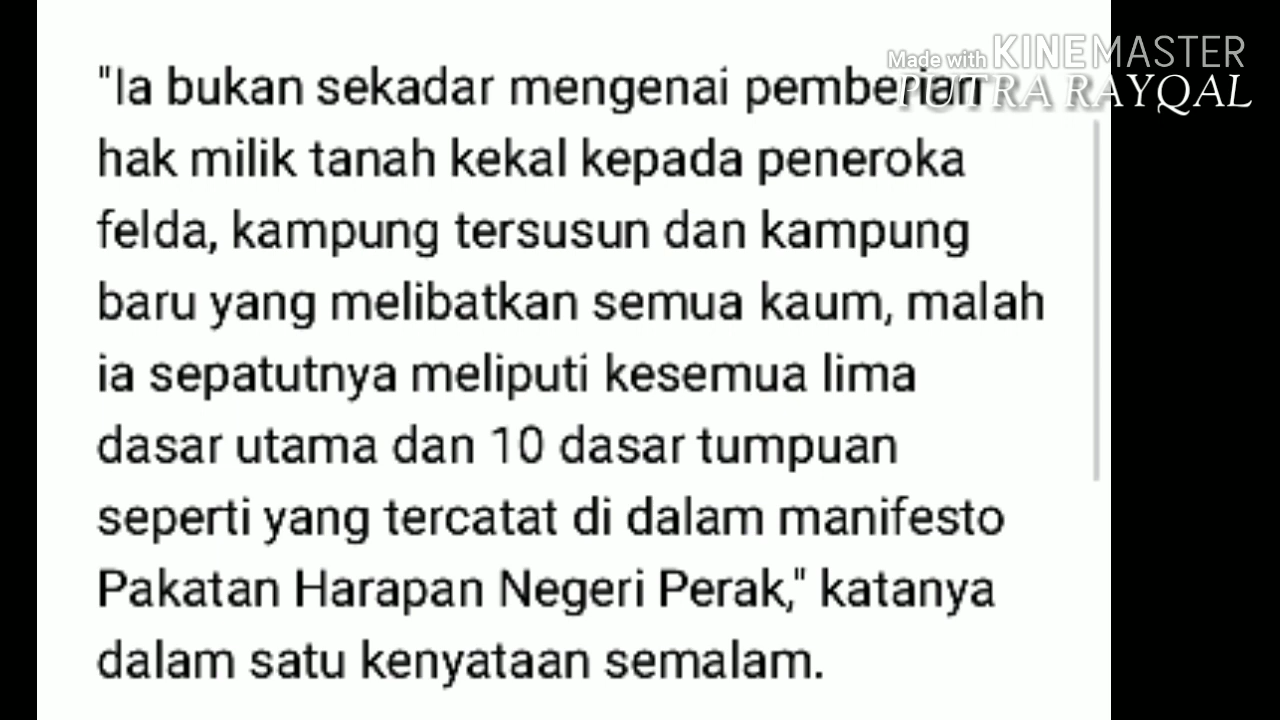 Made with KINEMASTER
PUTRA RAYQAL
"Ia bukan sekadar mengenai pemberian
hak milik tanah kekal kepada peneroka
felda, kampung tersusun dan kampung
baru yang melibatkan semua kaum, malah
ia sepatutnya meliputi kesemua lima
dasar utama dan 10 dasar tumpuan
seperti yang tercatat di dalam manifesto
Pakatan Harapan Negeri Perak," katanya
dalam satu kenyataan semalam.